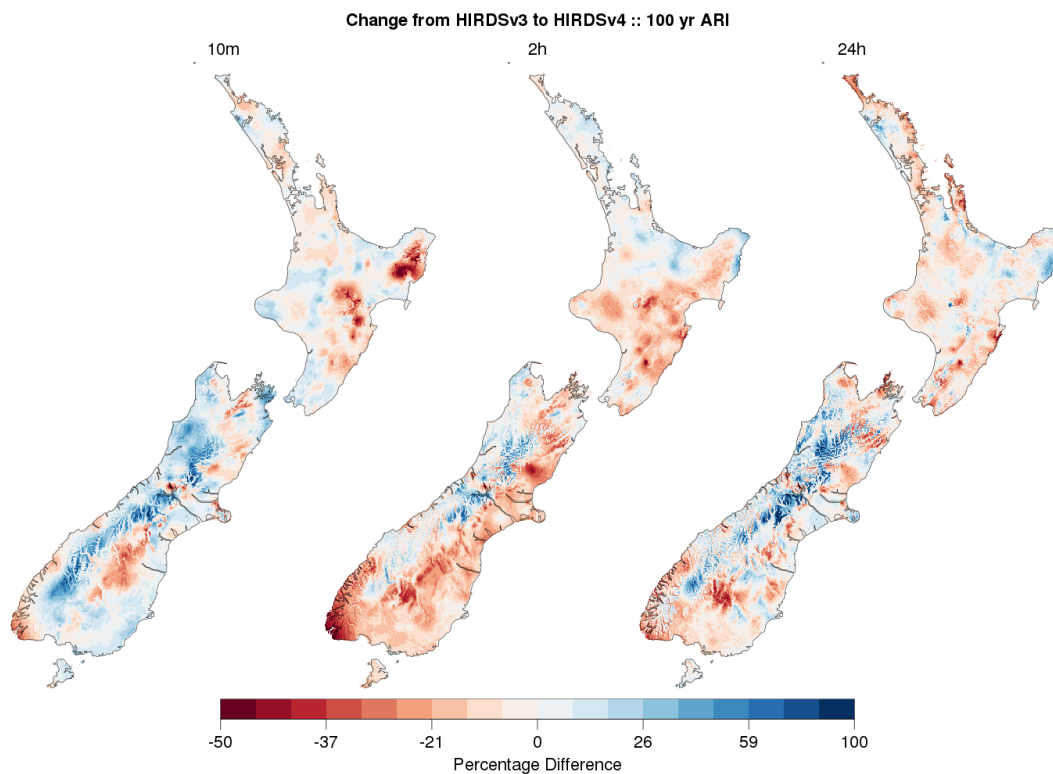 Change from HIRDSv3 to HIRDSv4 :: 100 yr ARI
10m 2h 24h
-50 -37 -21 0 26 59 100
Percentage Difference